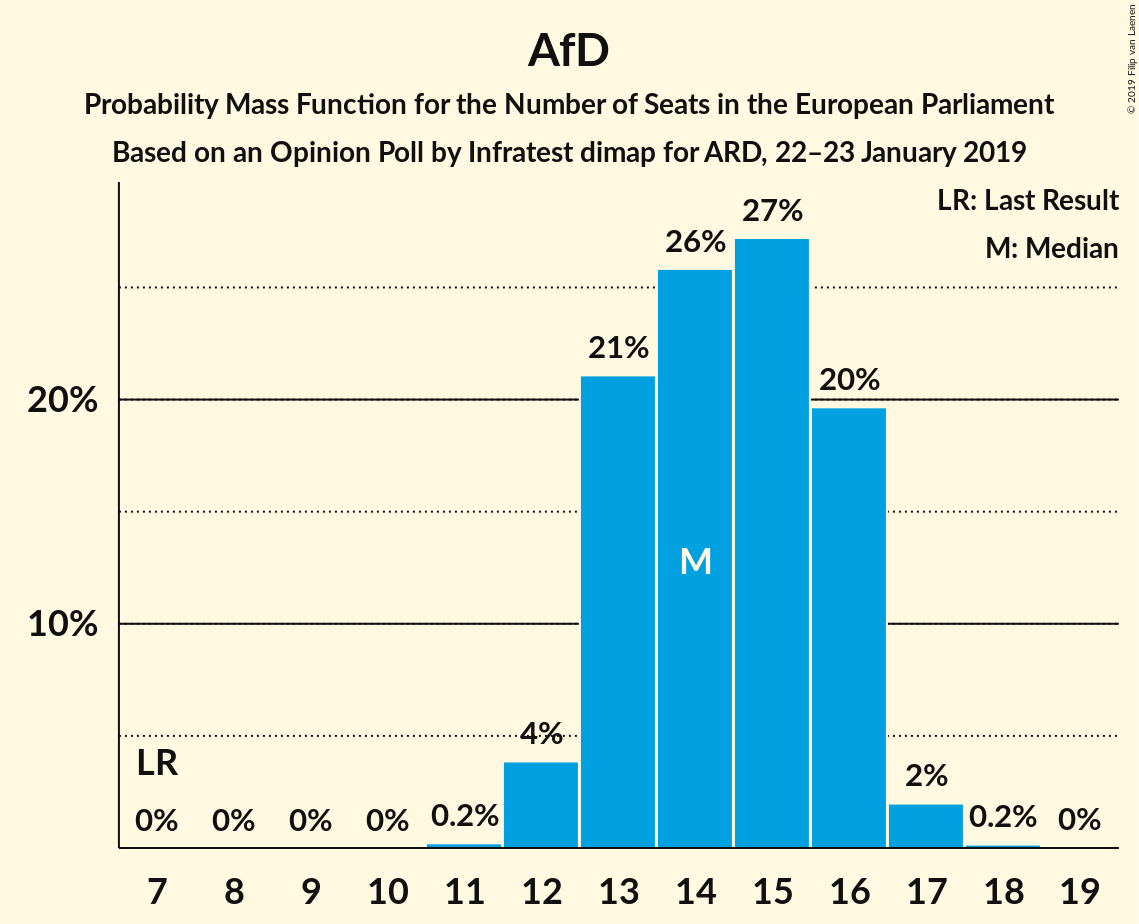 AfD
Probability Mass Function for the Number of Seats in the European Parliament
Based on an Opinion Poll by Infratest dimap for ARD, 22–23 January 2019
© 2019 Filip van Laenen
LR: Last Result
M: Median
27%
26%
21%
20%
20%
M
10%
4%
LR
2%
0% 0% 0% 0% 0.2% 0.2% 0%
7 8 9 10 11 12 13 14 15 16 17 18 19